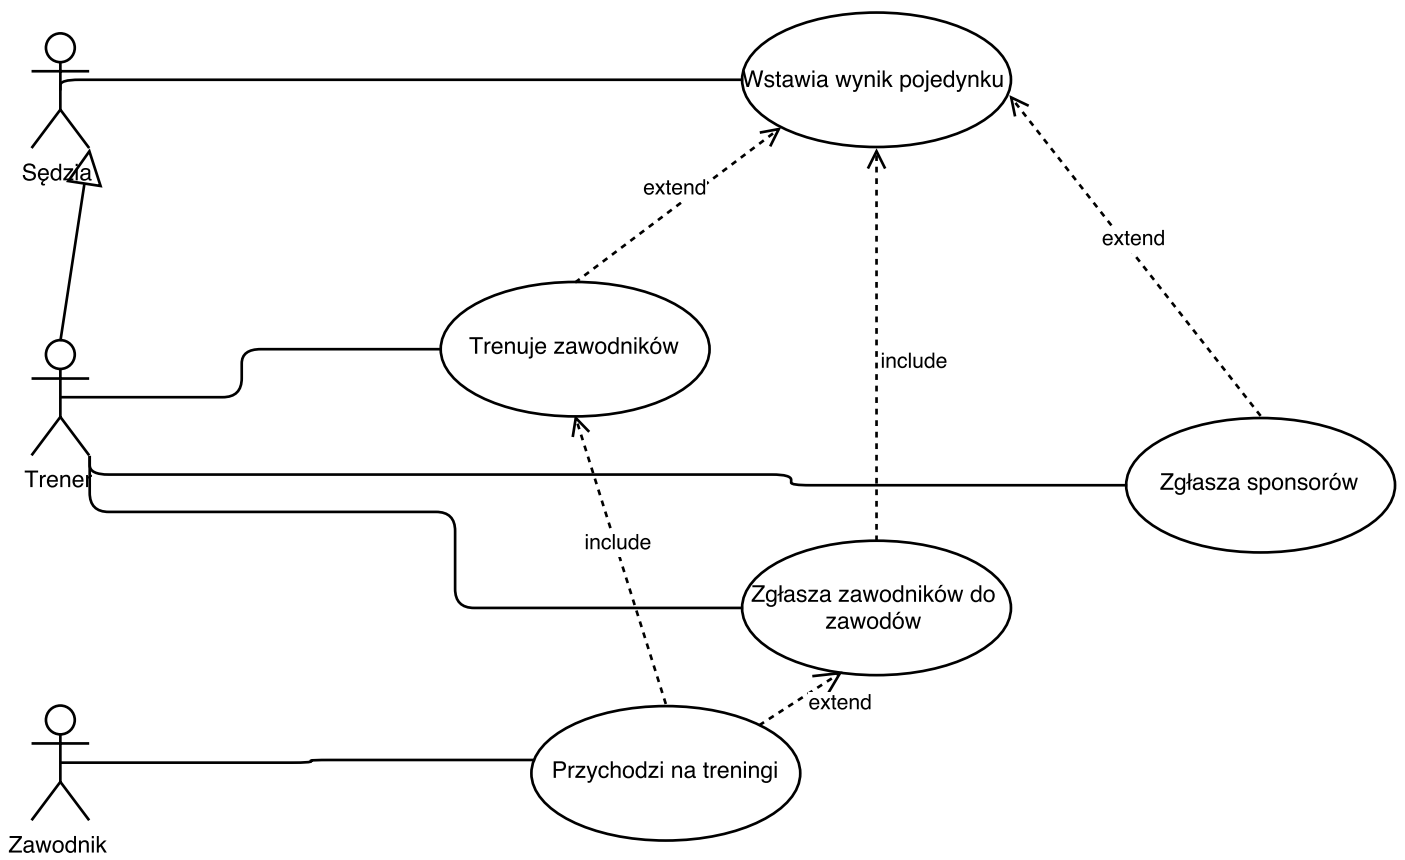 Wstawia wynik pojedynku
Sędzia
extend
extend
Trenuje zawodników
include
Trener
Zgłasza sponsorów
include
Zgłasza zawodników do
zawodów
extend
Przychodzi na treningi
Zawodnik